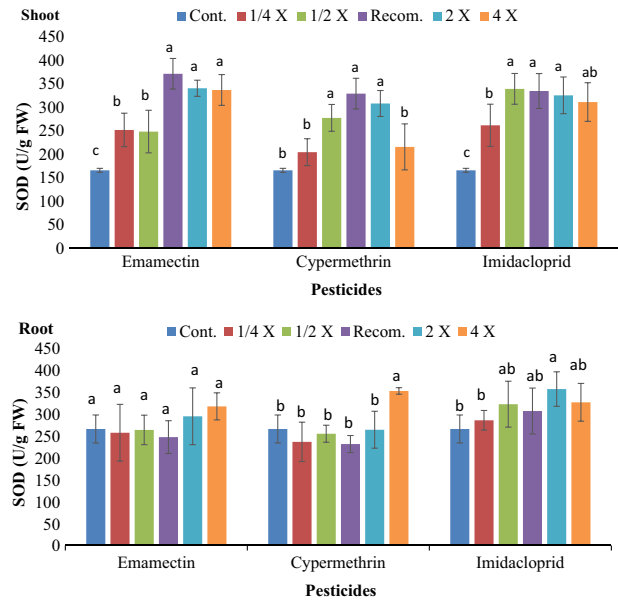 Shoot
Cont. 1/4 X 1/2 X Recom. 2 X 4 X
SOD (U/g FW)
450
400
350
300
250
200
150
100
50
0
c b b a a a
b b a a a b
c b a a a ab
Emamectin Cypermethrin Imidacloprid
Pesticides
Root
Cont. 1/4 X 1/2 X Recom. 2 X 4 X
SOD (U/g FW)
450
400
350
300
250
200
150
100
50
0
a a a a a a
b b b b b a
b b ab ab a ab
Emamectin Cypermethrin Imidacloprid
Pesticides